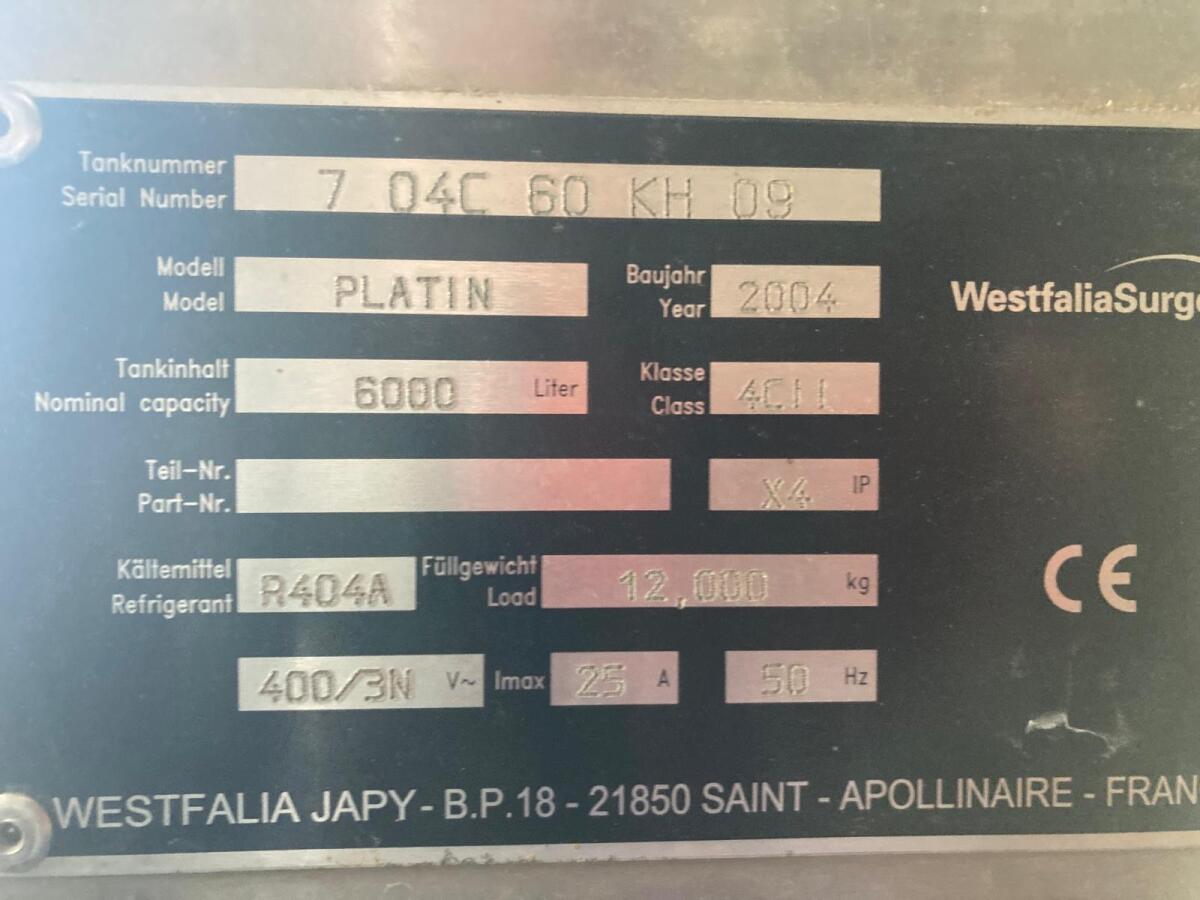 Tanknummer
Serial Number 7 04C 60 KH 09
Modell
Model PLATIN
Baujahr
Year 2004
WestfaliaSurge
Tankinhalt
Nominal capacity 6000 Liter
Klasse
Class 4CII
Teil-Nr.
Part-Nr.
X4 IP
Kältemittel
Refrigerant R404A
Füllgewicht
Load 12,000 kg
CE
400/3N V~ Imax 25 A 50 Hz
WESTFALIA JAPY - B.P.18 - 21850 SAINT - APOLLINAIRE - FRAN